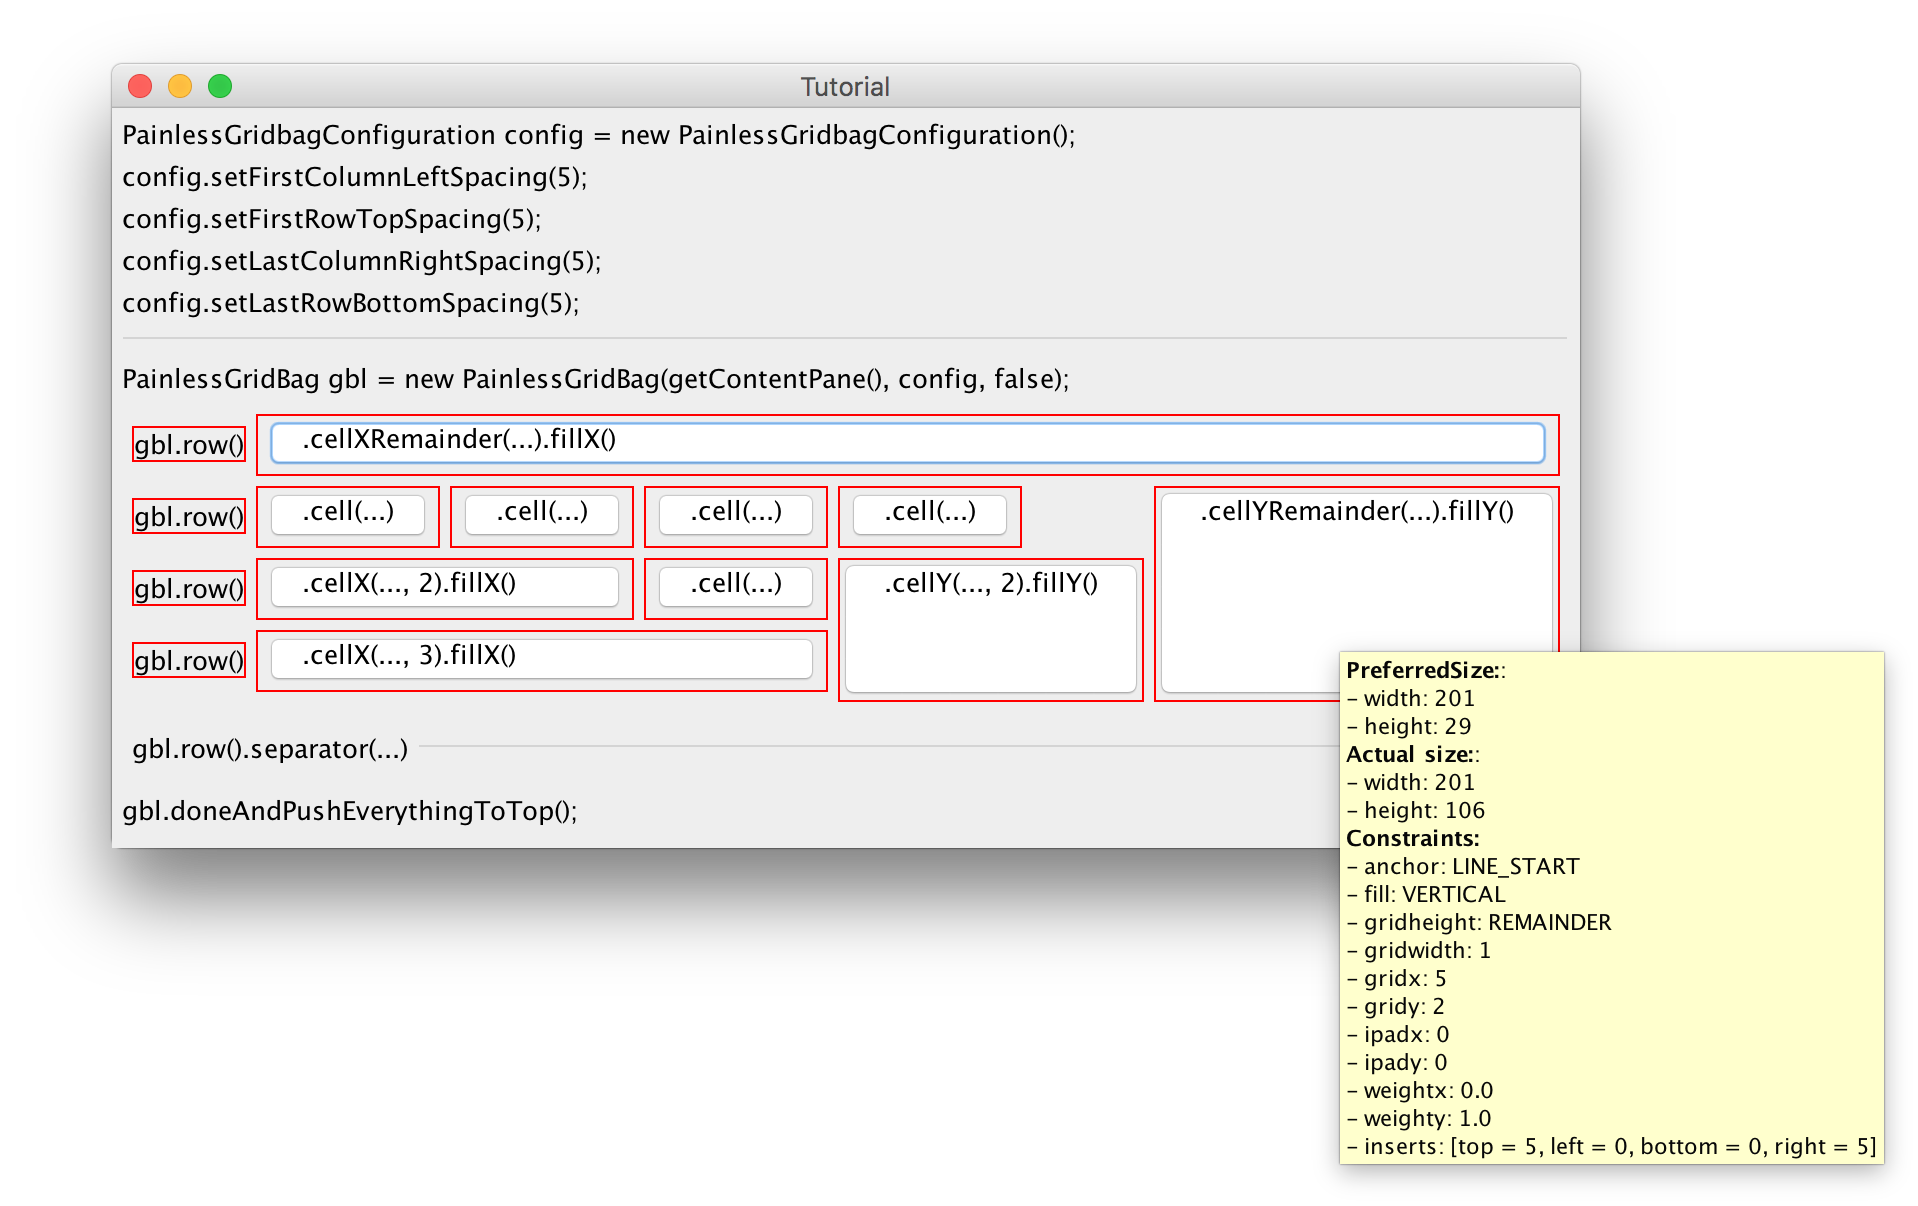 Tutorial
PainlessGridbagConfiguration config = new PainlessGridbagConfiguration();
config.setFirstColumnLeftSpacing(5);
config.setFirstRowTopSpacing(5);
config.setLastColumnRightSpacing(5);
config.setLastRowBottomSpacing(5);
PainlessGridBag gbl = new PainlessGridBag(getContentPane(), config, false);
gbl.row() .cellXRemainder(...).fillX()
gbl.row() .cell(...) .cell(...) .cell(...) .cell(...) .cellYRemainder(...).fillY()
gbl.row() .cellX(..., 2).fillX() .cell(...) .cellY(..., 2).fillY()
gbl.row() .cellX(..., 3).fillX()
gbl.row().separator(...)
gbl.doneAndPushEverythingToTop();
PreferredSize::
- width: 201
- height: 29
Actual size::
- width: 201
- height: 106
Constraints:
- anchor: LINE_START
- fill: VERTICAL
- gridheight: REMAINDER
- gridwidth: 1
- gridx: 5
- gridy: 2
- ipadx: 0
- ipady: 0
- weightx: 0.0
- weighty: 1.0
- inserts: [top = 5, left = 0, bottom = 0, right = 5]